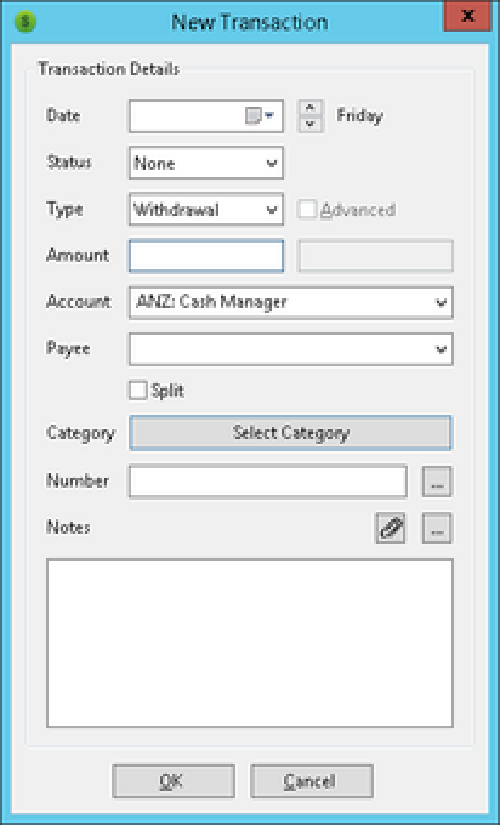 New Transaction
Transaction Details
Date Friday
Status None
Type Withdrawal Advanced
Amount
Account ANZ: Cash Manager
Payee
Split
Category Select Category
Number ...
Notes ...
OK Cancel